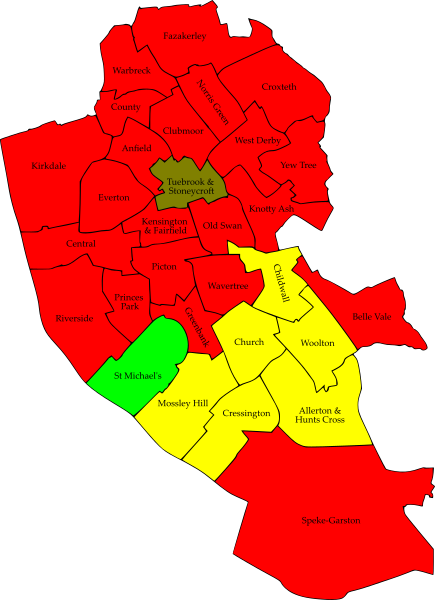 Fazakerley
Warbreck
Croxteth
Norris Green
County
Clubmoor
West Derby
Anfield
Yew Tree
Kirkdale
Tuebrook &
Stoneycroft
Everton
Knotty Ash
Kensington
& Fairfield
Old Swan
Central
Picton
Childwall
Wavertree
Princes
Park
Riverside
Greenbank
Belle Vale
Church
Woolton
St Michael's
Mossley Hill
Cressington
Allerton &
Hunts Cross
Speke-Garston